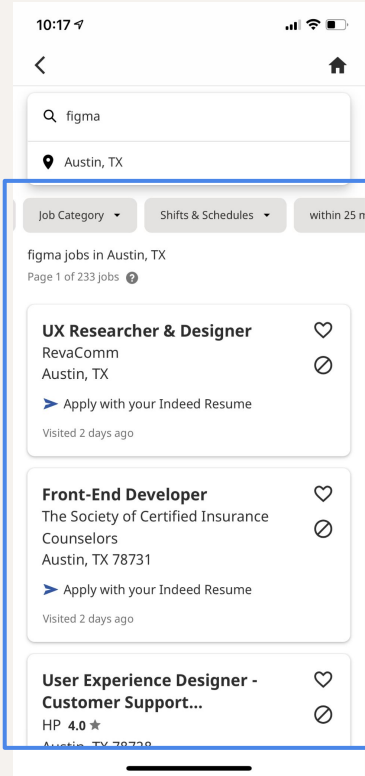 10:17
figma
Austin, TX
Job Category
Shifts & Schedules
within 25 m
figma jobs in Austin, TX
Page 1 of 233 jobs ?
UX Researcher & Designer
RevaComm
Austin, TX
Apply with your Indeed Resume
Visited 2 days ago
Front-End Developer
The Society of Certified Insurance
Counselors
Austin, TX 78731
Apply with your Indeed Resume
Visited 2 days ago
User Experience Designer -
Customer Support...
HP 4.0 ★
Austin, TX 78728